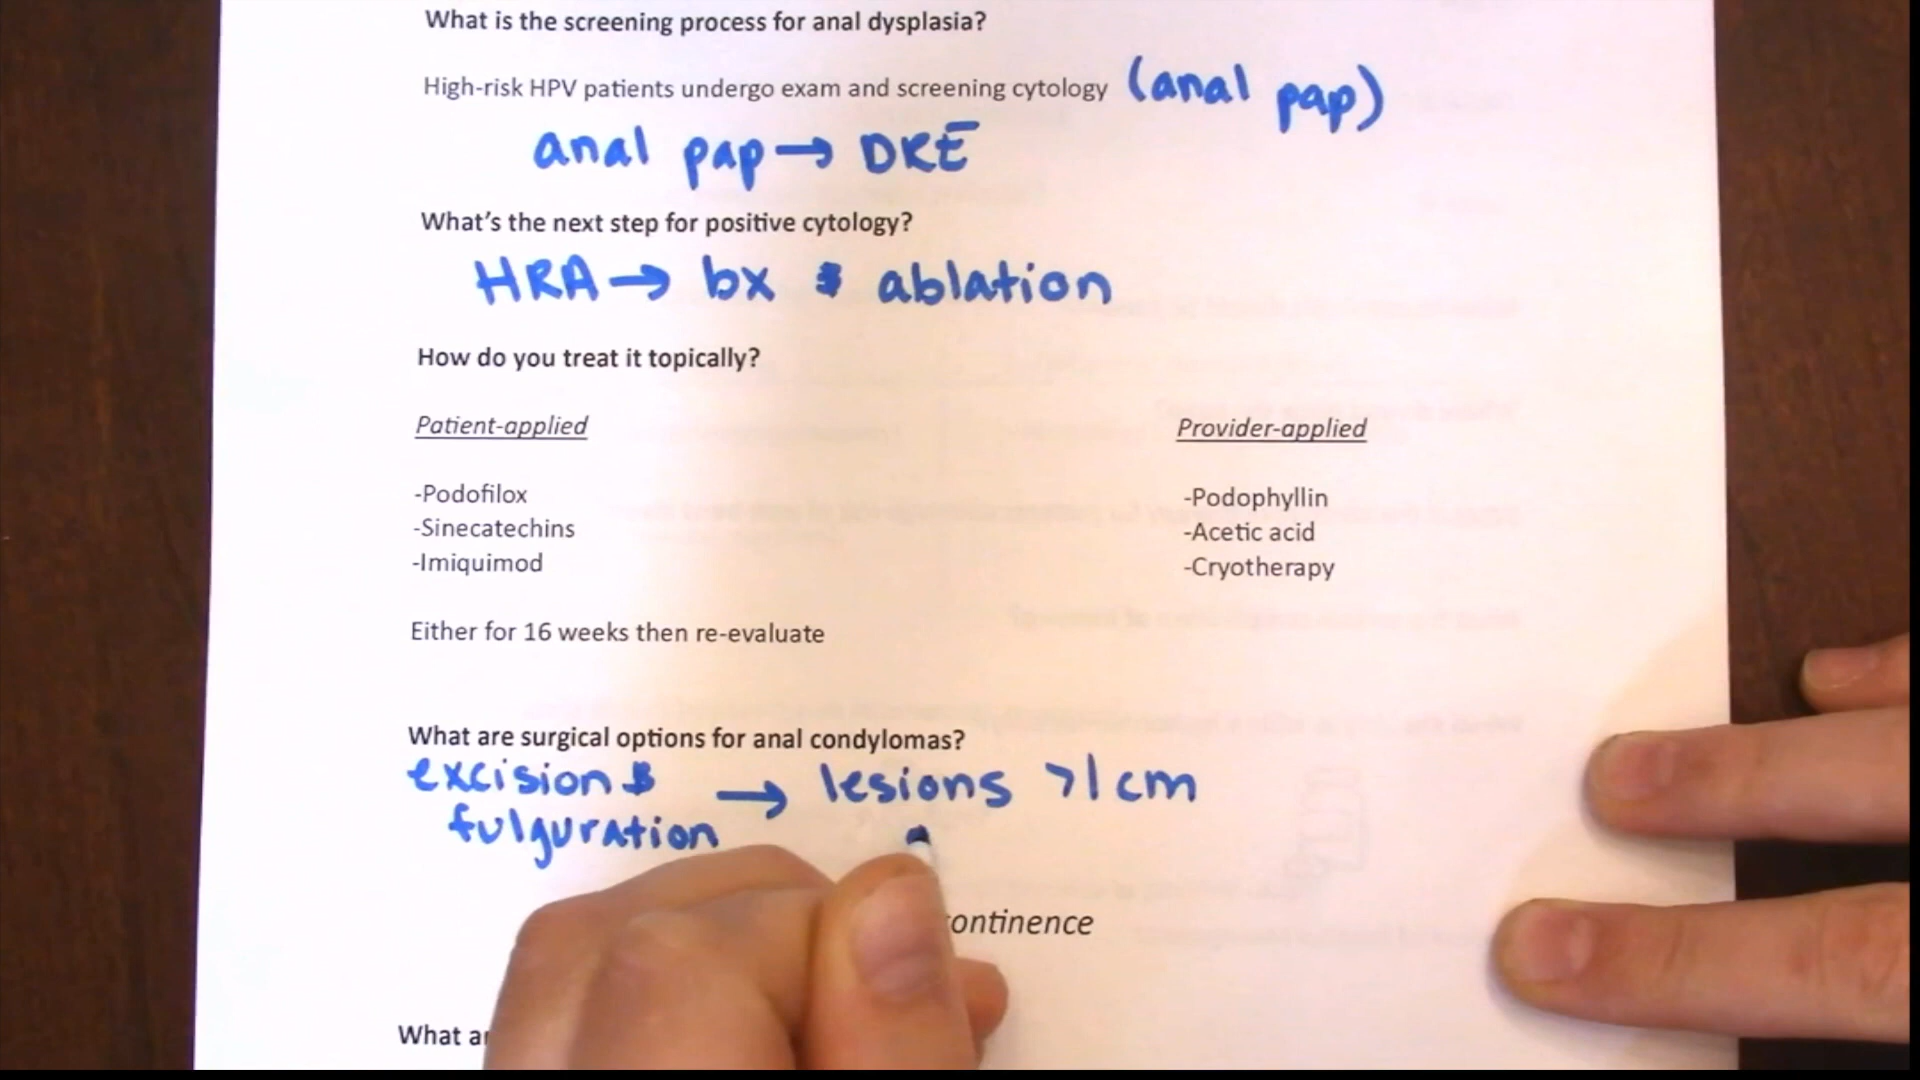 What is the screening process for anal dysplasia?
High-risk HPV patients undergo exam and screening cytology (anal pap)
anal pap → DRE
What's the next step for positive cytology?
HRA → bx & ablation
How do you treat it topically?
Patient-applied Provider-applied
-Podofilox -Podophyllin
-Sinecatechins -Acetic acid
-Imiquimod -Cryotherapy
Either for 16 weeks then re-evaluate
What are surgical options for anal condylomas?
excision & → lesions >1cm
fulguration
ontinence
What